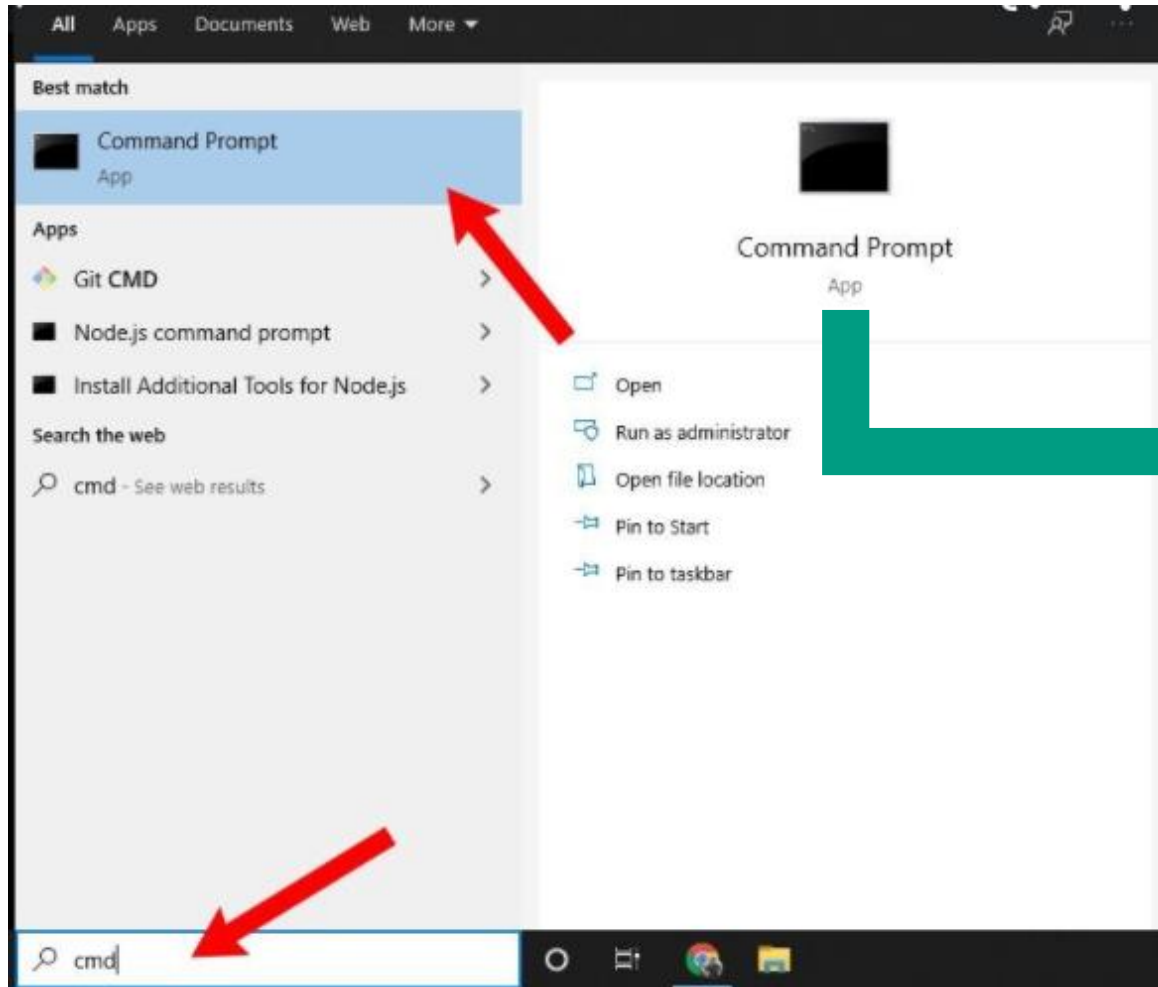 All Apps Documents Web More
Best match
Command Prompt
App
Apps
Git CMD
Node.js command prompt
Install Additional Tools for Node.js
Search the web
cmd - See web results
Command Prompt
App
Open
Run as administrator
Open file location
Pin to Start
Pin to taskbar
cmd